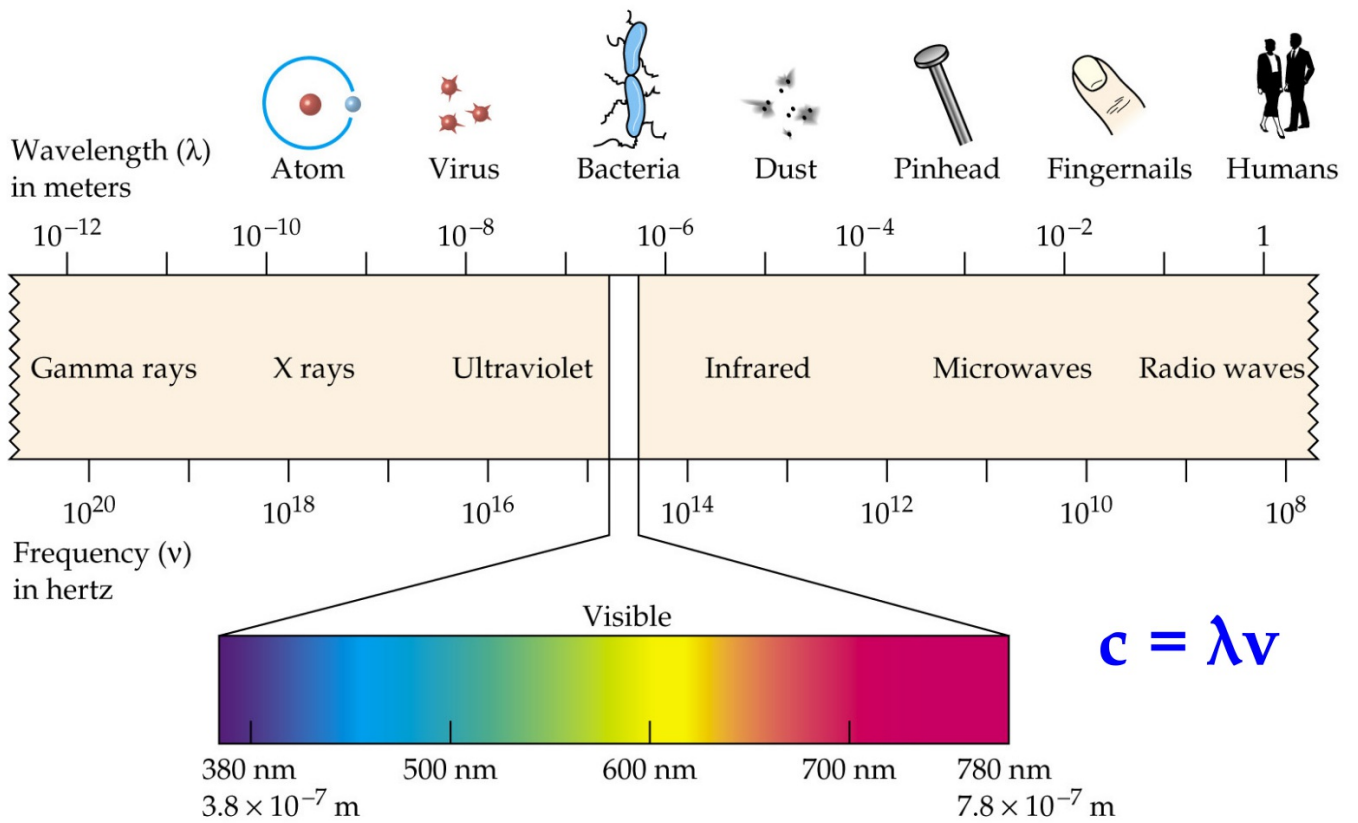 Atom Virus Bacteria Dust Pinhead Fingernails Humans
Wavelength (λ)
in meters
10⁻¹² 10⁻¹⁰ 10⁻⁸ 10⁻⁶ 10⁻⁴ 10⁻² 1
Gamma rays X rays Ultraviolet Infrared Microwaves Radio waves
10²⁰ 10¹⁸ 10¹⁶ 10¹⁴ 10¹² 10¹⁰ 10⁸
Frequency (ν)
in hertz
Visible
c = λν
380 nm 500 nm 600 nm 700 nm 780 nm
3.8 × 10⁻⁷ m 7.8 × 10⁻⁷ m